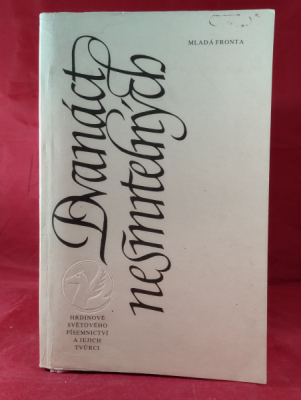 MLADÁ FRONTA
Dvanáct
nesmrtelných
HRDINOVÉ
SVĚTOVÉHO
PÍSEMNICTVÍ
A JEJICH
TVŮRCI